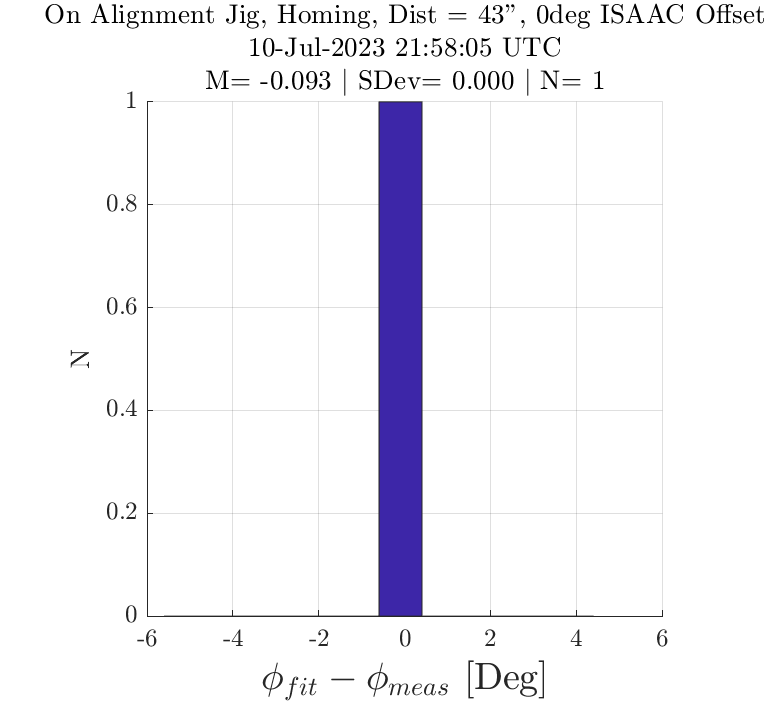 On Alignment Jig, Homing, Dist = 43", 0deg ISAAC Offset
10-Jul-2023 21:58:05 UTC
M= -0.093 | SDev= 0.000 | N= 1
1
0.8
0.6
0.4
0.2
0
N
-6 -4 -2 0 2 4 6
ϕ_fit − ϕ_meas [Deg]